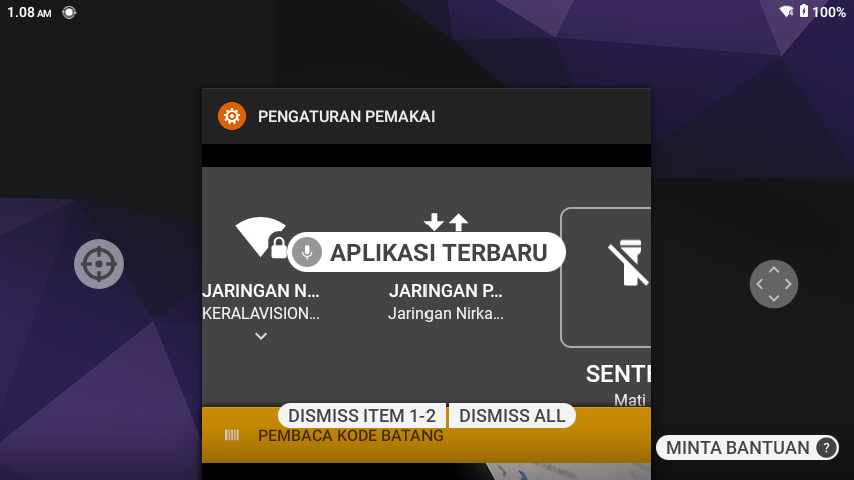 1.08 AM
100%
PENGATURAN PEMAKAI
APLIKASI TERBARU
JARINGAN N...
JARINGAN P...
KERALAVISION...
Jaringan Nirka...
SENTE
Mati
DISMISS ITEM 1-2
DISMISS ALL
PEMBACA KODE BATANG
MINTA BANTUAN ?